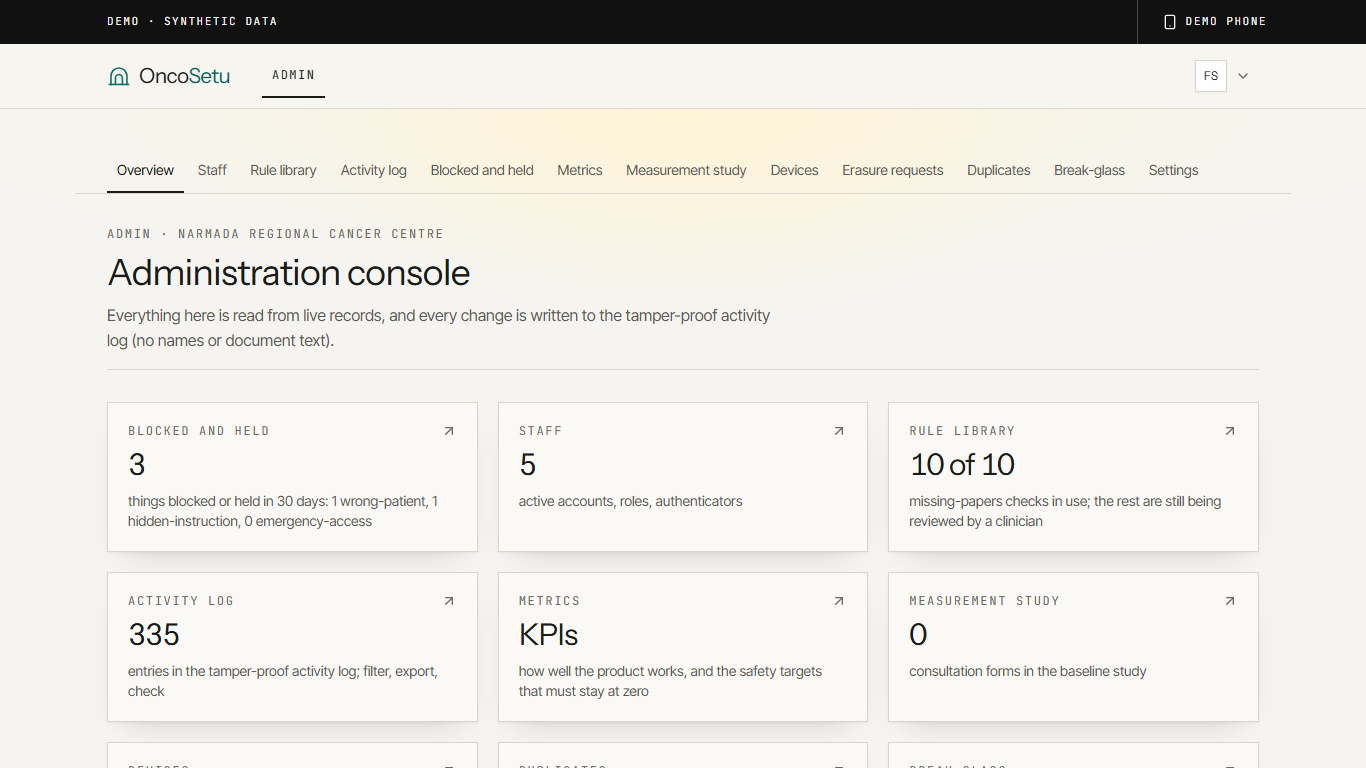 DEMO · SYNTHETIC DATA
DEMO PHONE
OncoSetu
ADMIN
FS
Overview
Staff
Rule library
Activity log
Blocked and held
Metrics
Measurement study
Devices
Erasure requests
Duplicates
Break-glass
Settings
ADMIN · NARMADA REGIONAL CANCER CENTRE
Administration console
Everything here is read from live records, and every change is written to the tamper-proof activity
log (no names or document text).
BLOCKED AND HELD
3
things blocked or held in 30 days: 1 wrong-patient, 1
hidden-instruction, 0 emergency-access
STAFF
5
active accounts, roles, authenticators
RULE LIBRARY
10 of 10
missing-papers checks in use; the rest are still being
reviewed by a clinician
ACTIVITY LOG
335
entries in the tamper-proof activity log; filter, export,
check
METRICS
KPIs
how well the product works, and the safety targets
that must stay at zero
MEASUREMENT STUDY
0
consultation forms in the baseline study